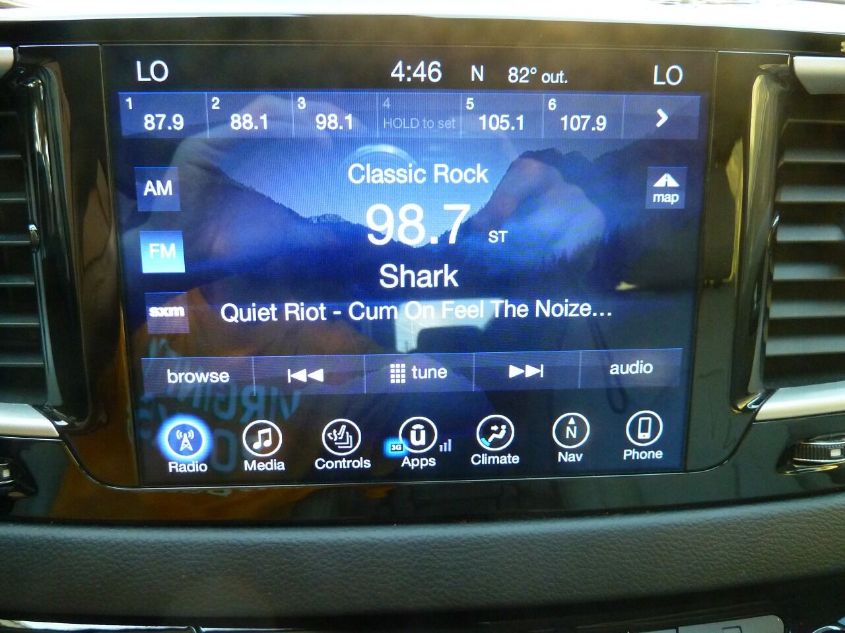 LO 4:46 N 82° out. LO
1 87.9 2 88.1 3 98.1 4 HOLD to set 5 105.1 6 107.9
Classic Rock
AM
map
98.7 ST
FM
Shark
sxm
Quiet Riot - Cum On Feel The Noize...
browse tune audio
3G
N
Radio Media Controls Apps Climate Nav Phone